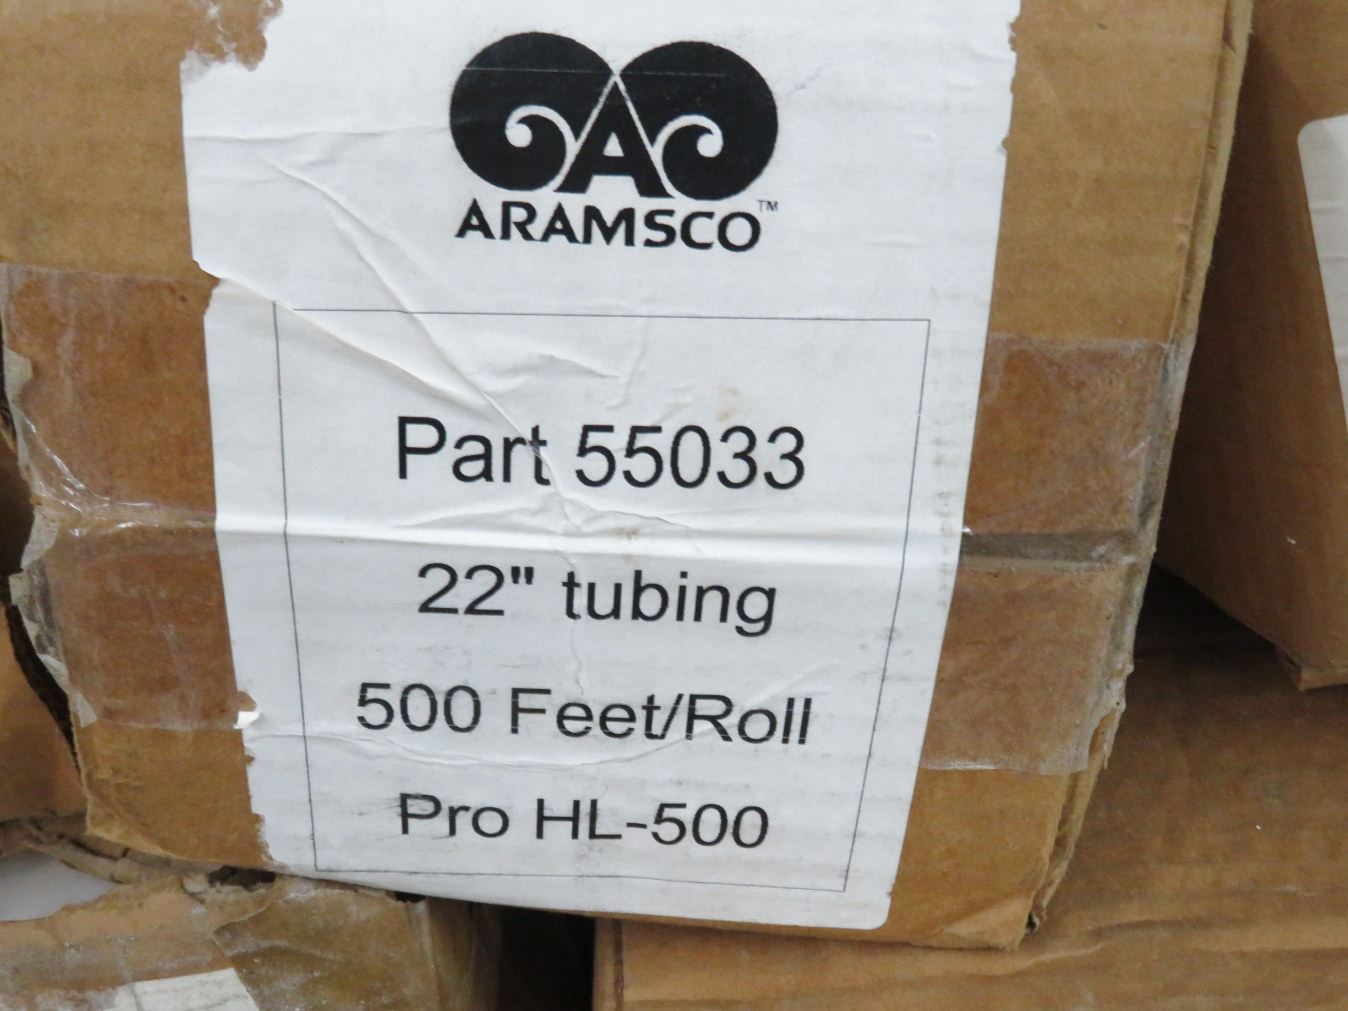 A
ARAMSCO™
Part 55033
22" tubing
500 Feet/Roll
Pro HL-500